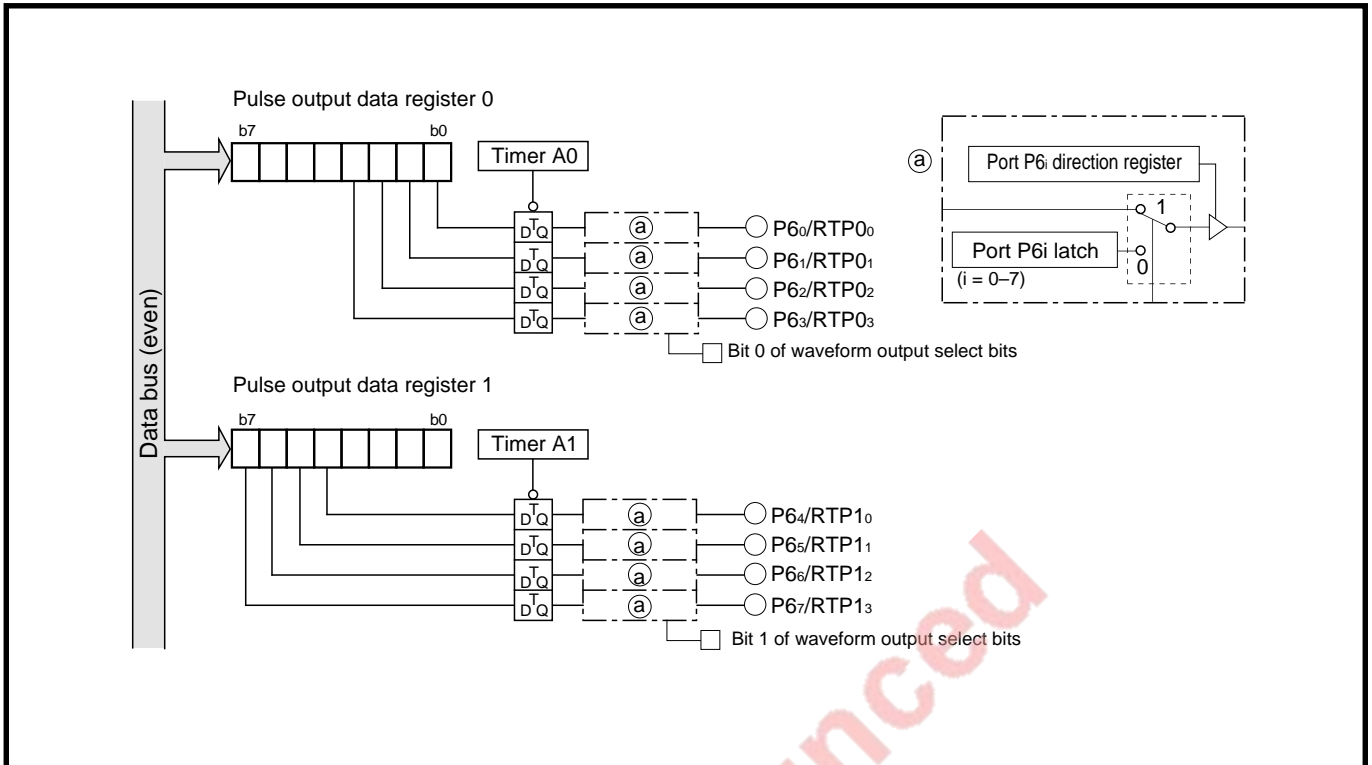 Pulse output data register 0
b7 b0
Timer A0
D T Q a P60/RTP00
D T Q a P61/RTP01
D T Q a P62/RTP02
D T Q a P63/RTP03
Bit 0 of waveform output select bits
Data bus (even)
Pulse output data register 1
b7 b0
Timer A1
D T Q a P64/RTP10
D T Q a P65/RTP11
D T Q a P66/RTP12
D T Q a P67/RTP13
Bit 1 of waveform output select bits
a
Port P6i direction register
1
Port P6i latch
0
(i = 0–7)